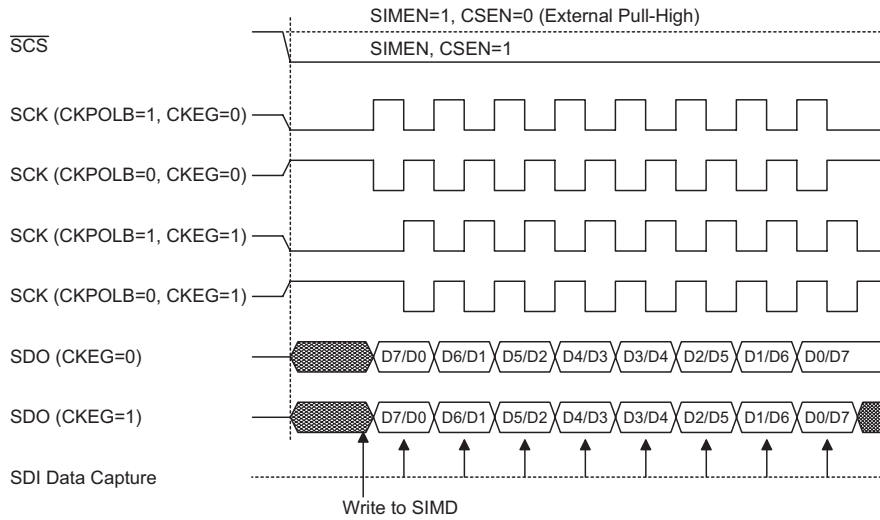 SIMEN=1, CSEN=0 (External Pull-High)
SCS
SIMEN, CSEN=1
SCK (CKPOLB=1, CKEG=0)
SCK (CKPOLB=0, CKEG=0)
SCK (CKPOLB=1, CKEG=1)
SCK (CKPOLB=0, CKEG=1)
SDO (CKEG=0) D7/D0 D6/D1 D5/D2 D4/D3 D3/D4 D2/D5 D1/D6 D0/D7
SDO (CKEG=1) D7/D0 D6/D1 D5/D2 D4/D3 D3/D4 D2/D5 D1/D6 D0/D7
SDI Data Capture
Write to SIMD